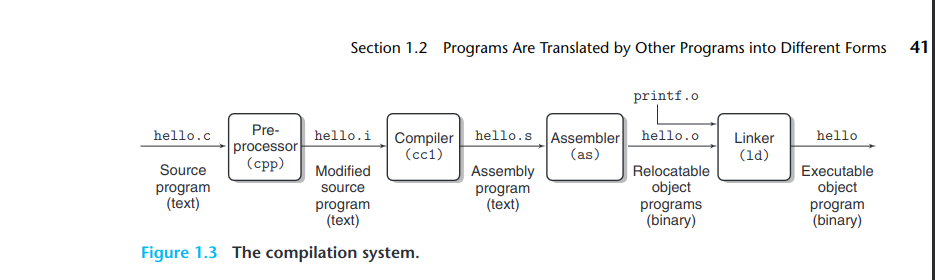 Section 1.2 Programs Are Translated by Other Programs into Different Forms 41
printf.o
hello.c
Pre-
processor
(cpp)
hello.i
Compiler
(cc1)
hello.s
Assembler
(as)
hello.o
Linker
(ld)
hello
Source
program
(text)
Modified
source
program
(text)
Assembly
program
(text)
Relocatable
object
programs
(binary)
Executable
object
program
(binary)
Figure 1.3 The compilation system.